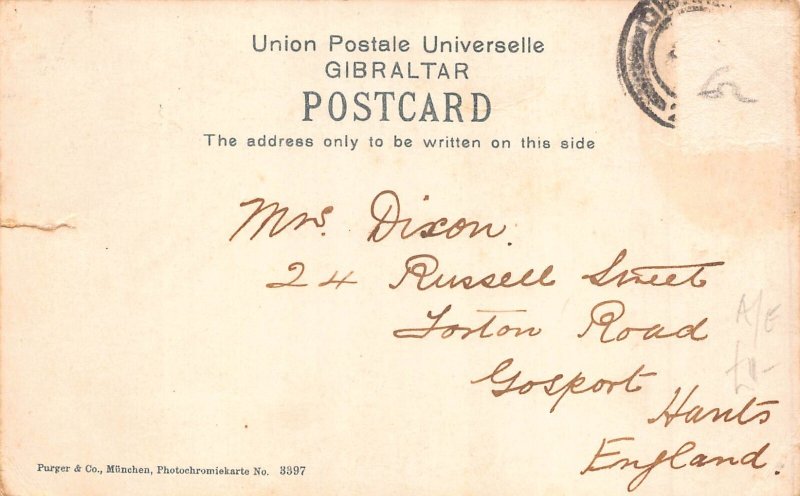 Union Postale Universelle
GIBRALTAR
POSTCARD
The address only to be written on this side
Mrs. Dixon.
24 Russell Street
Forton Road
Gosport
Hants
England.
A/E
Purger & Co., München, Photochromiekarte No. 3397